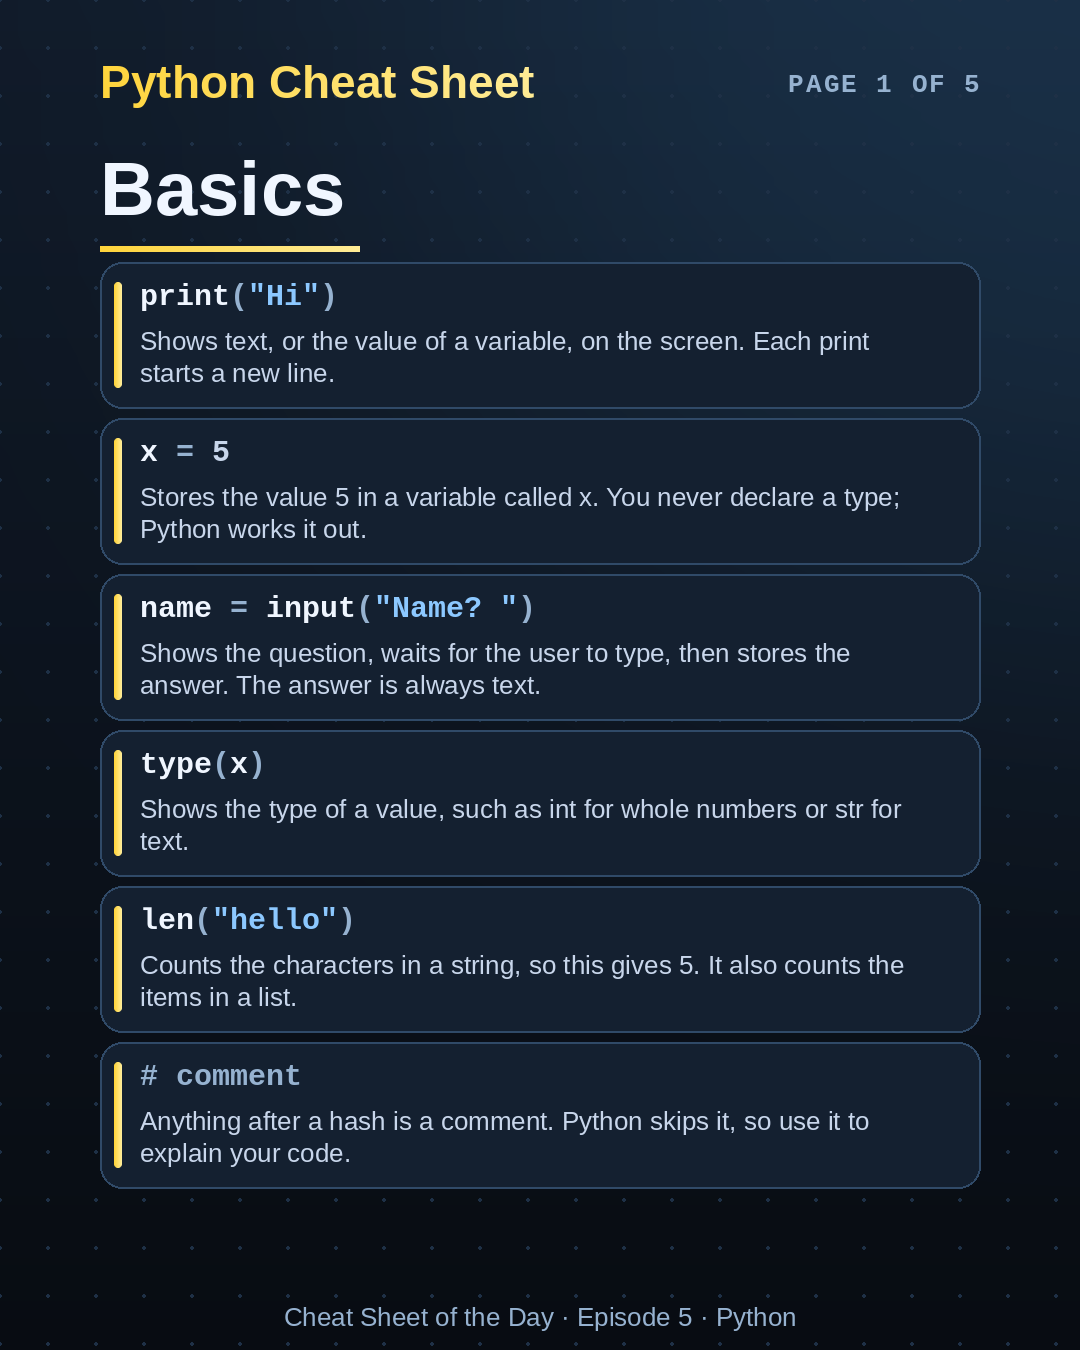 Python Cheat Sheet
PAGE 1 OF 5
Basics
print("Hi")
Shows text, or the value of a variable, on the screen. Each print
starts a new line.
x = 5
Stores the value 5 in a variable called x. You never declare a type;
Python works it out.
name = input("Name? ")
Shows the question, waits for the user to type, then stores the
answer. The answer is always text.
type(x)
Shows the type of a value, such as int for whole numbers or str for
text.
len("hello")
Counts the characters in a string, so this gives 5. It also counts the
items in a list.
# comment
Anything after a hash is a comment. Python skips it, so use it to
explain your code.
Cheat Sheet of the Day · Episode 5 · Python